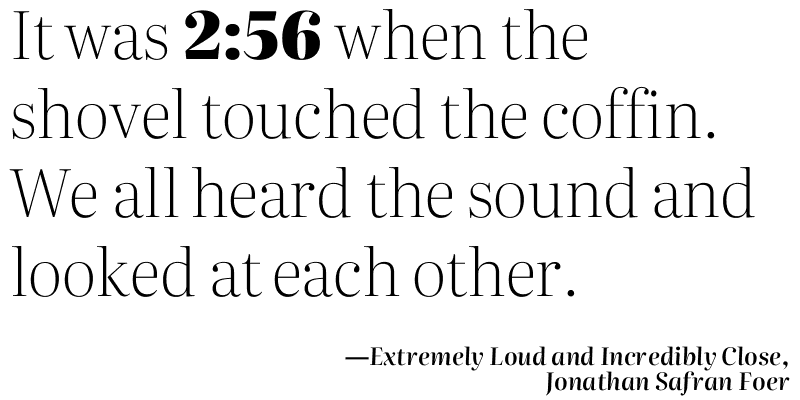 It was 2:56 when the
shovel touched the coffin.
We all heard the sound and
looked at each other.
—Extremely Loud and Incredibly Close,
Jonathan Safran Foer